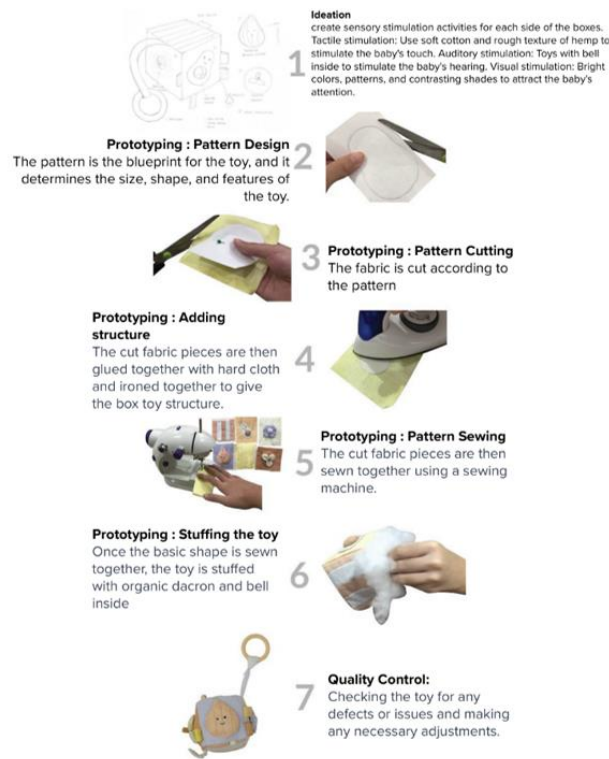 Ideation
create sensory stimulation activities for each side of the boxes.
Tactile stimulation: Use soft cotton and rough texture of hemp to
stimulate the baby's touch. Auditory stimulation: Toys with bell
inside to stimulate the baby's hearing. Visual stimulation: Bright
colors, patterns, and contrasting shades to attract the baby's
attention.
1
Prototyping : Pattern Design
The pattern is the blueprint for the toy, and it
determines the size, shape, and features of
the toy.
2
3
Prototyping : Pattern Cutting
The fabric is cut according to
the pattern
Prototyping : Adding
structure
The cut fabric pieces are then
glued together with hard cloth
and ironed together to give
the box toy structure.
4
5
Prototyping : Pattern Sewing
The cut fabric pieces are then
sewn together using a sewing
machine.
Prototyping : Stuffing the toy
Once the basic shape is sewn
together, the toy is stuffed
with organic dacron and bell
inside
6
7
Quality Control:
Checking the toy for any
defects or issues and making
any necessary adjustments.